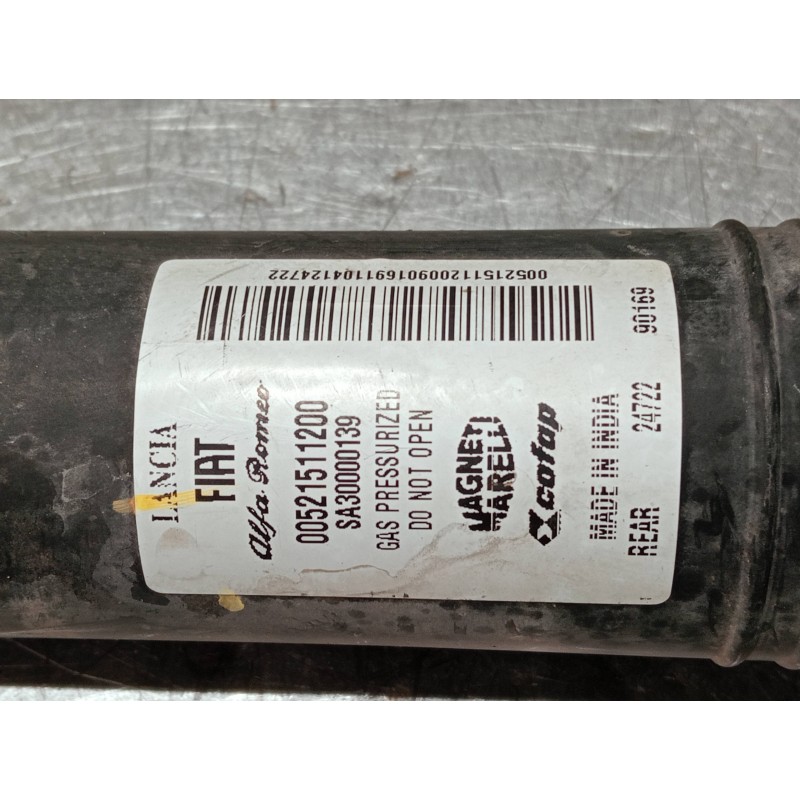 LANCIA
FIAT
Alfa Romeo
00521511200
SA30000139
GAS PRESSURIZED
DO NOT OPEN
MAGNETI
MARELLI
cofap
MADE IN INDIA
REAR 24722 90169
005215111200901691104124722